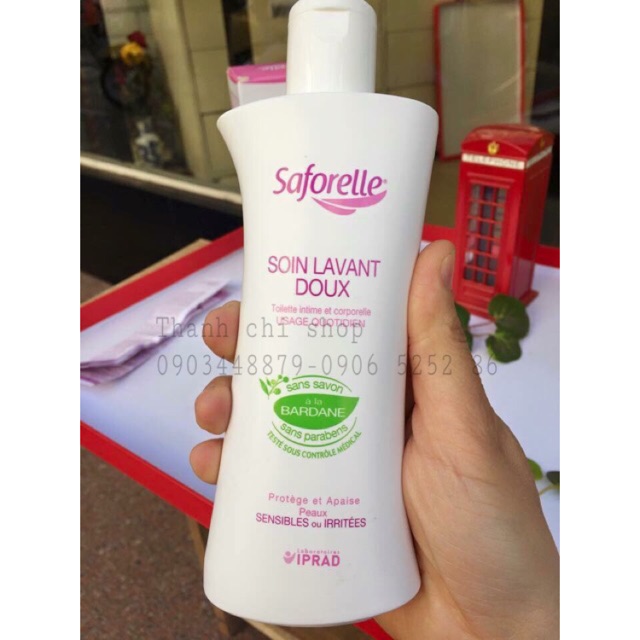 TELEPHONE
Saforelle®
SOIN LAVANT
DOUX
Toilette intime et corporelle
USAGE QUOTIDIEN
Thanh chi shop
0903448879-0906 5252 86
sans savon
à la
BARDANE
sans parabens
TESTÉ SOUS CONTRÔLE MÉDICAL
Protège et Apaise
Peaux
SENSIBLES ou IRRITÉES
Laboratoires
IPRAD